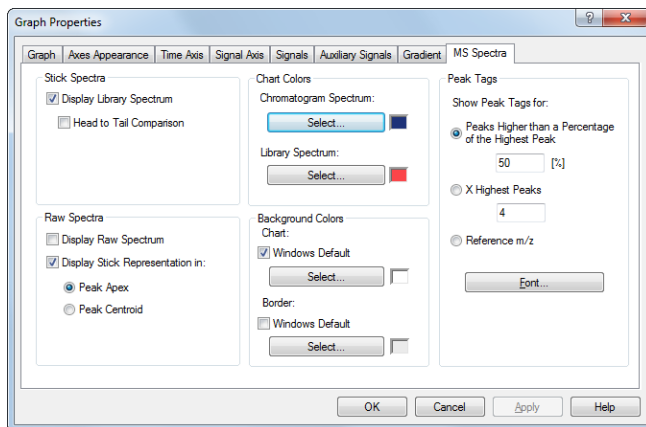 Graph Properties
Graph
Axes Appearance
Time Axis
Signal Axis
Signals
Auxiliary Signals
Gradient
MS Spectra
Stick Spectra
Display Library Spectrum
Head to Tail Comparison
Raw Spectra
Display Raw Spectrum
Display Stick Representation in:
Peak Apex
Peak Centroid
Chart Colors
Chromatogram Spectrum:
Select...
Library Spectrum:
Select...
Background Colors
Chart:
Windows Default
Select...
Border:
Windows Default
Select...
Peak Tags
Show Peak Tags for:
Peaks Higher than a Percentage
of the Highest Peak
50 [%]
X Highest Peaks
4
Reference m/z
Font...
OK
Cancel
Apply
Help